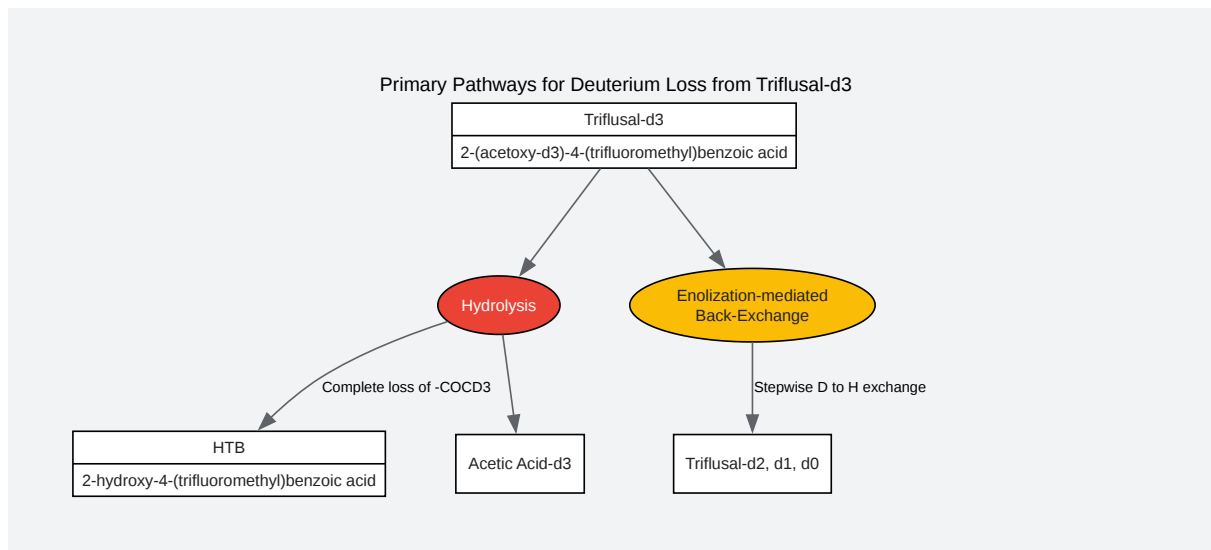 Primary Pathways for Deuterium Loss from Triflusal-d3
Triflusal-d3
2-(acetoxy-d3)-4-(trifluoromethyl)benzoic acid
Hydrolysis
Enolization-mediated
Back-Exchange
Complete loss of -COCD3
Stepwise D to H exchange
HTB
2-hydroxy-4-(trifluoromethyl)benzoic acid
Acetic Acid-d3
Triflusal-d2, d1, d0